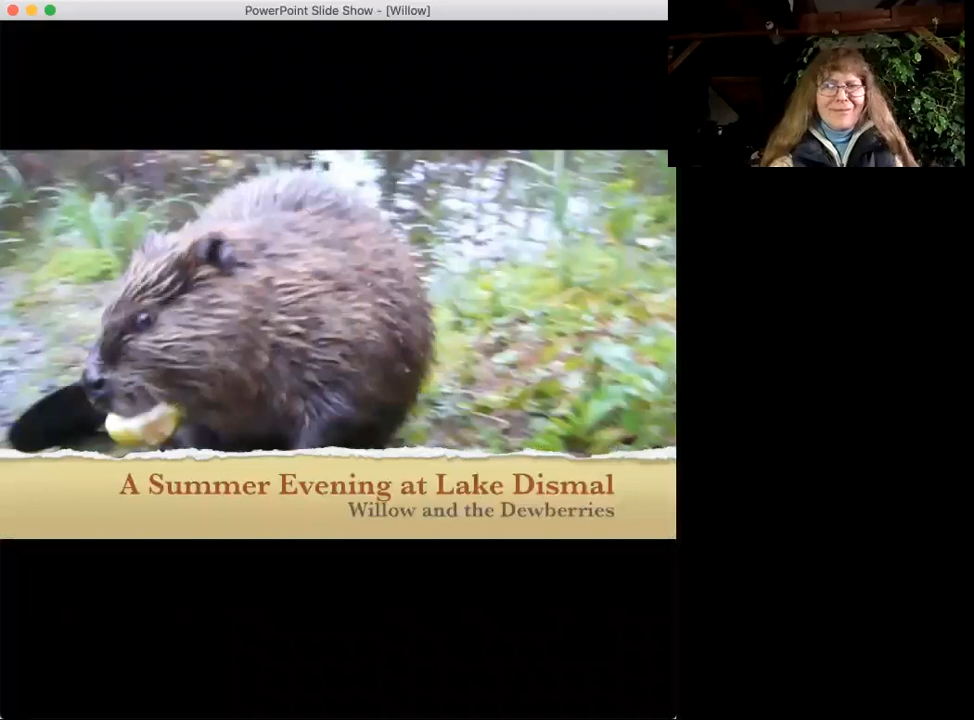 PowerPoint Slide Show - [Willow]
A Summer Evening at Lake Dismal
Willow and the Dewberries